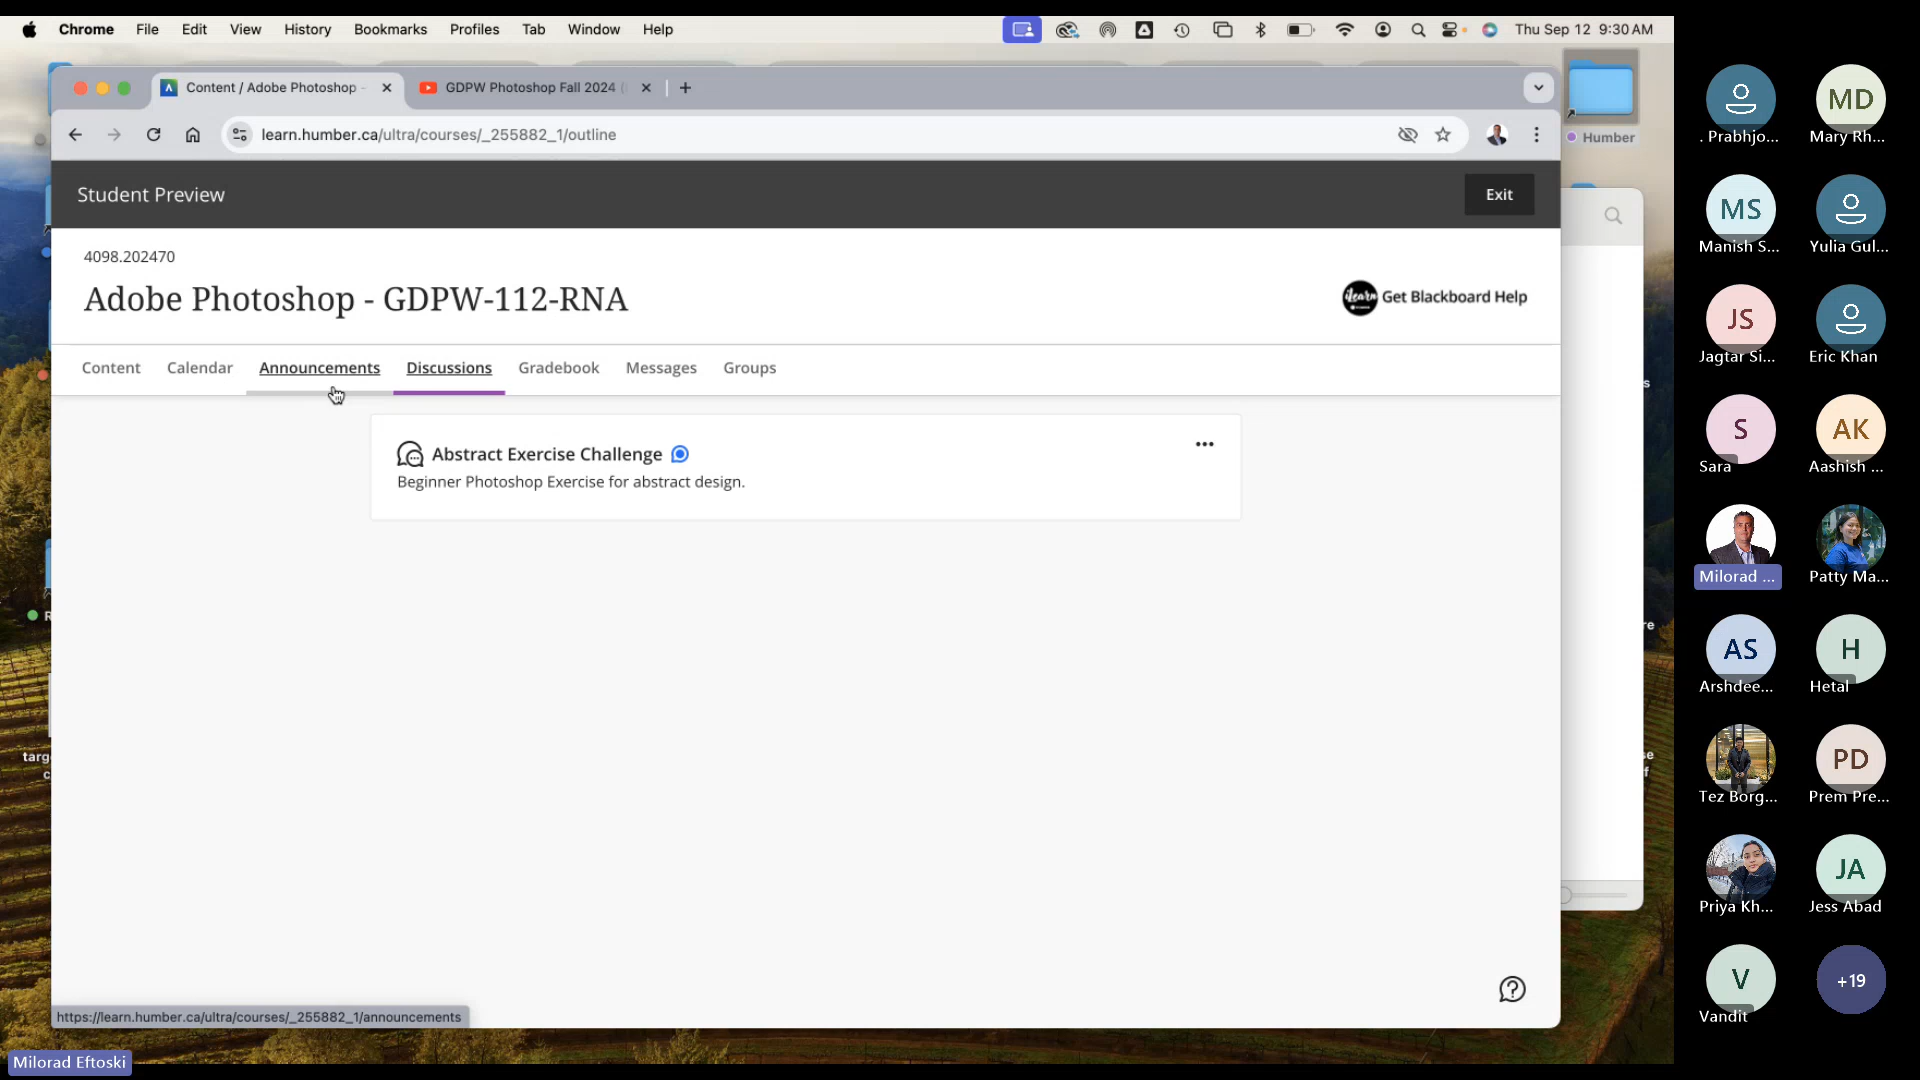 Chrome File Edit View History Bookmarks Profiles Tab Window Help
Thu Sep 12 9:30 AM
Content / Adobe Photoshop -
GDPW Photoshop Fall 2024 (
learn.humber.ca/ultra/courses/_255882_1/outline
Humber
Student Preview
Exit
4098.202470
Adobe Photoshop - GDPW-112-RNA
iLearn
Get Blackboard Help
Content Calendar Announcements Discussions Gradebook Messages Groups
Abstract Exercise Challenge
Beginner Photoshop Exercise for abstract design.
https://learn.humber.ca/ultra/courses/_255882_1/announcements
Milorad Eftoski
. Prabhjo...
MD
Mary Rh...
MS
Manish S...
Yulia Gul...
JS
Jagtar Si...
Eric Khan
S
Sara
AK
Aashish ...
Milorad ...
Patty Ma...
AS
Arshdee...
H
Hetal
Tez Borg...
PD
Prem Pre...
Priya Kh...
JA
Jess Abad
V
Vandit
+19